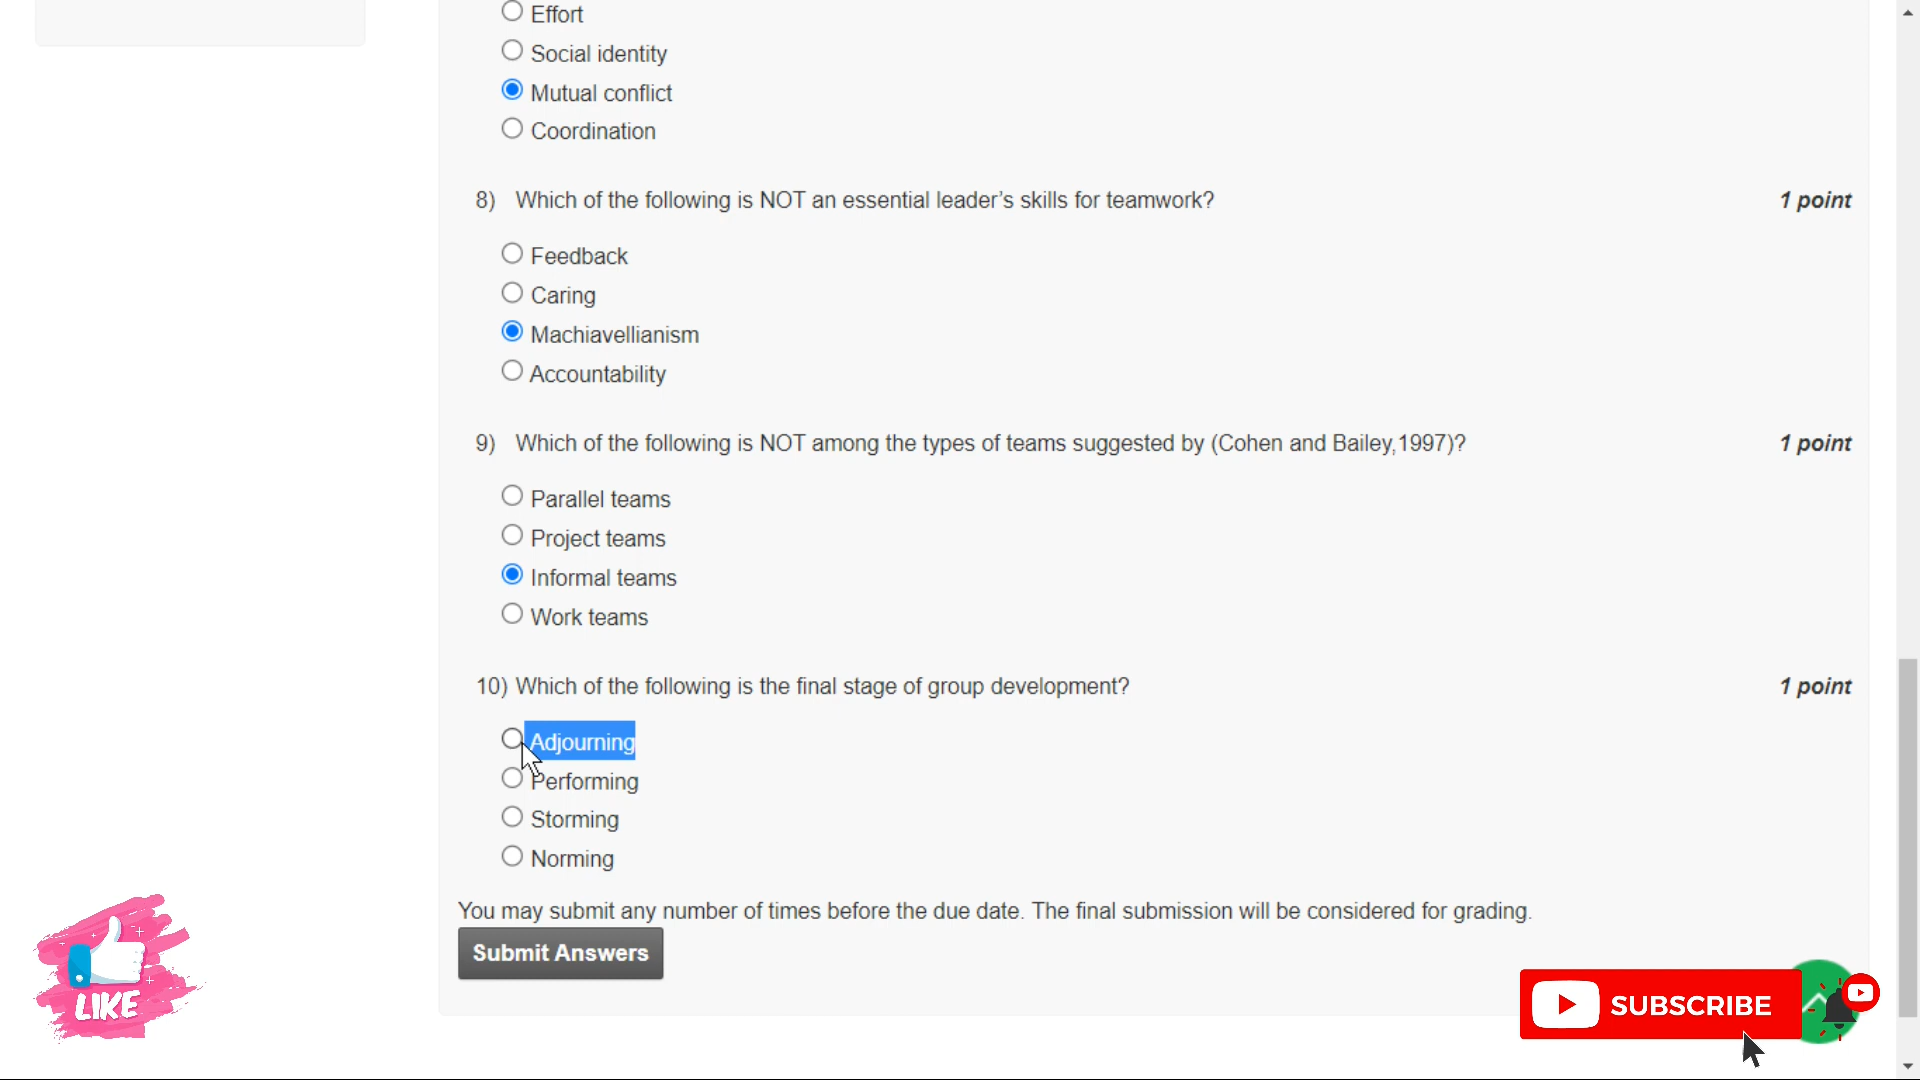 Effort
Social identity
Mutual conflict
Coordination
8) Which of the following is NOT an essential leader’s skills for teamwork? 1 point
Feedback
Caring
Machiavellianism
Accountability
9) Which of the following is NOT among the types of teams suggested by (Cohen and Bailey,1997)? 1 point
Parallel teams
Project teams
Informal teams
Work teams
10) Which of the following is the final stage of group development? 1 point
Adjourning
Performing
Storming
Norming
You may submit any number of times before the due date. The final submission will be considered for grading.
Submit Answers
LIKE
SUBSCRIBE